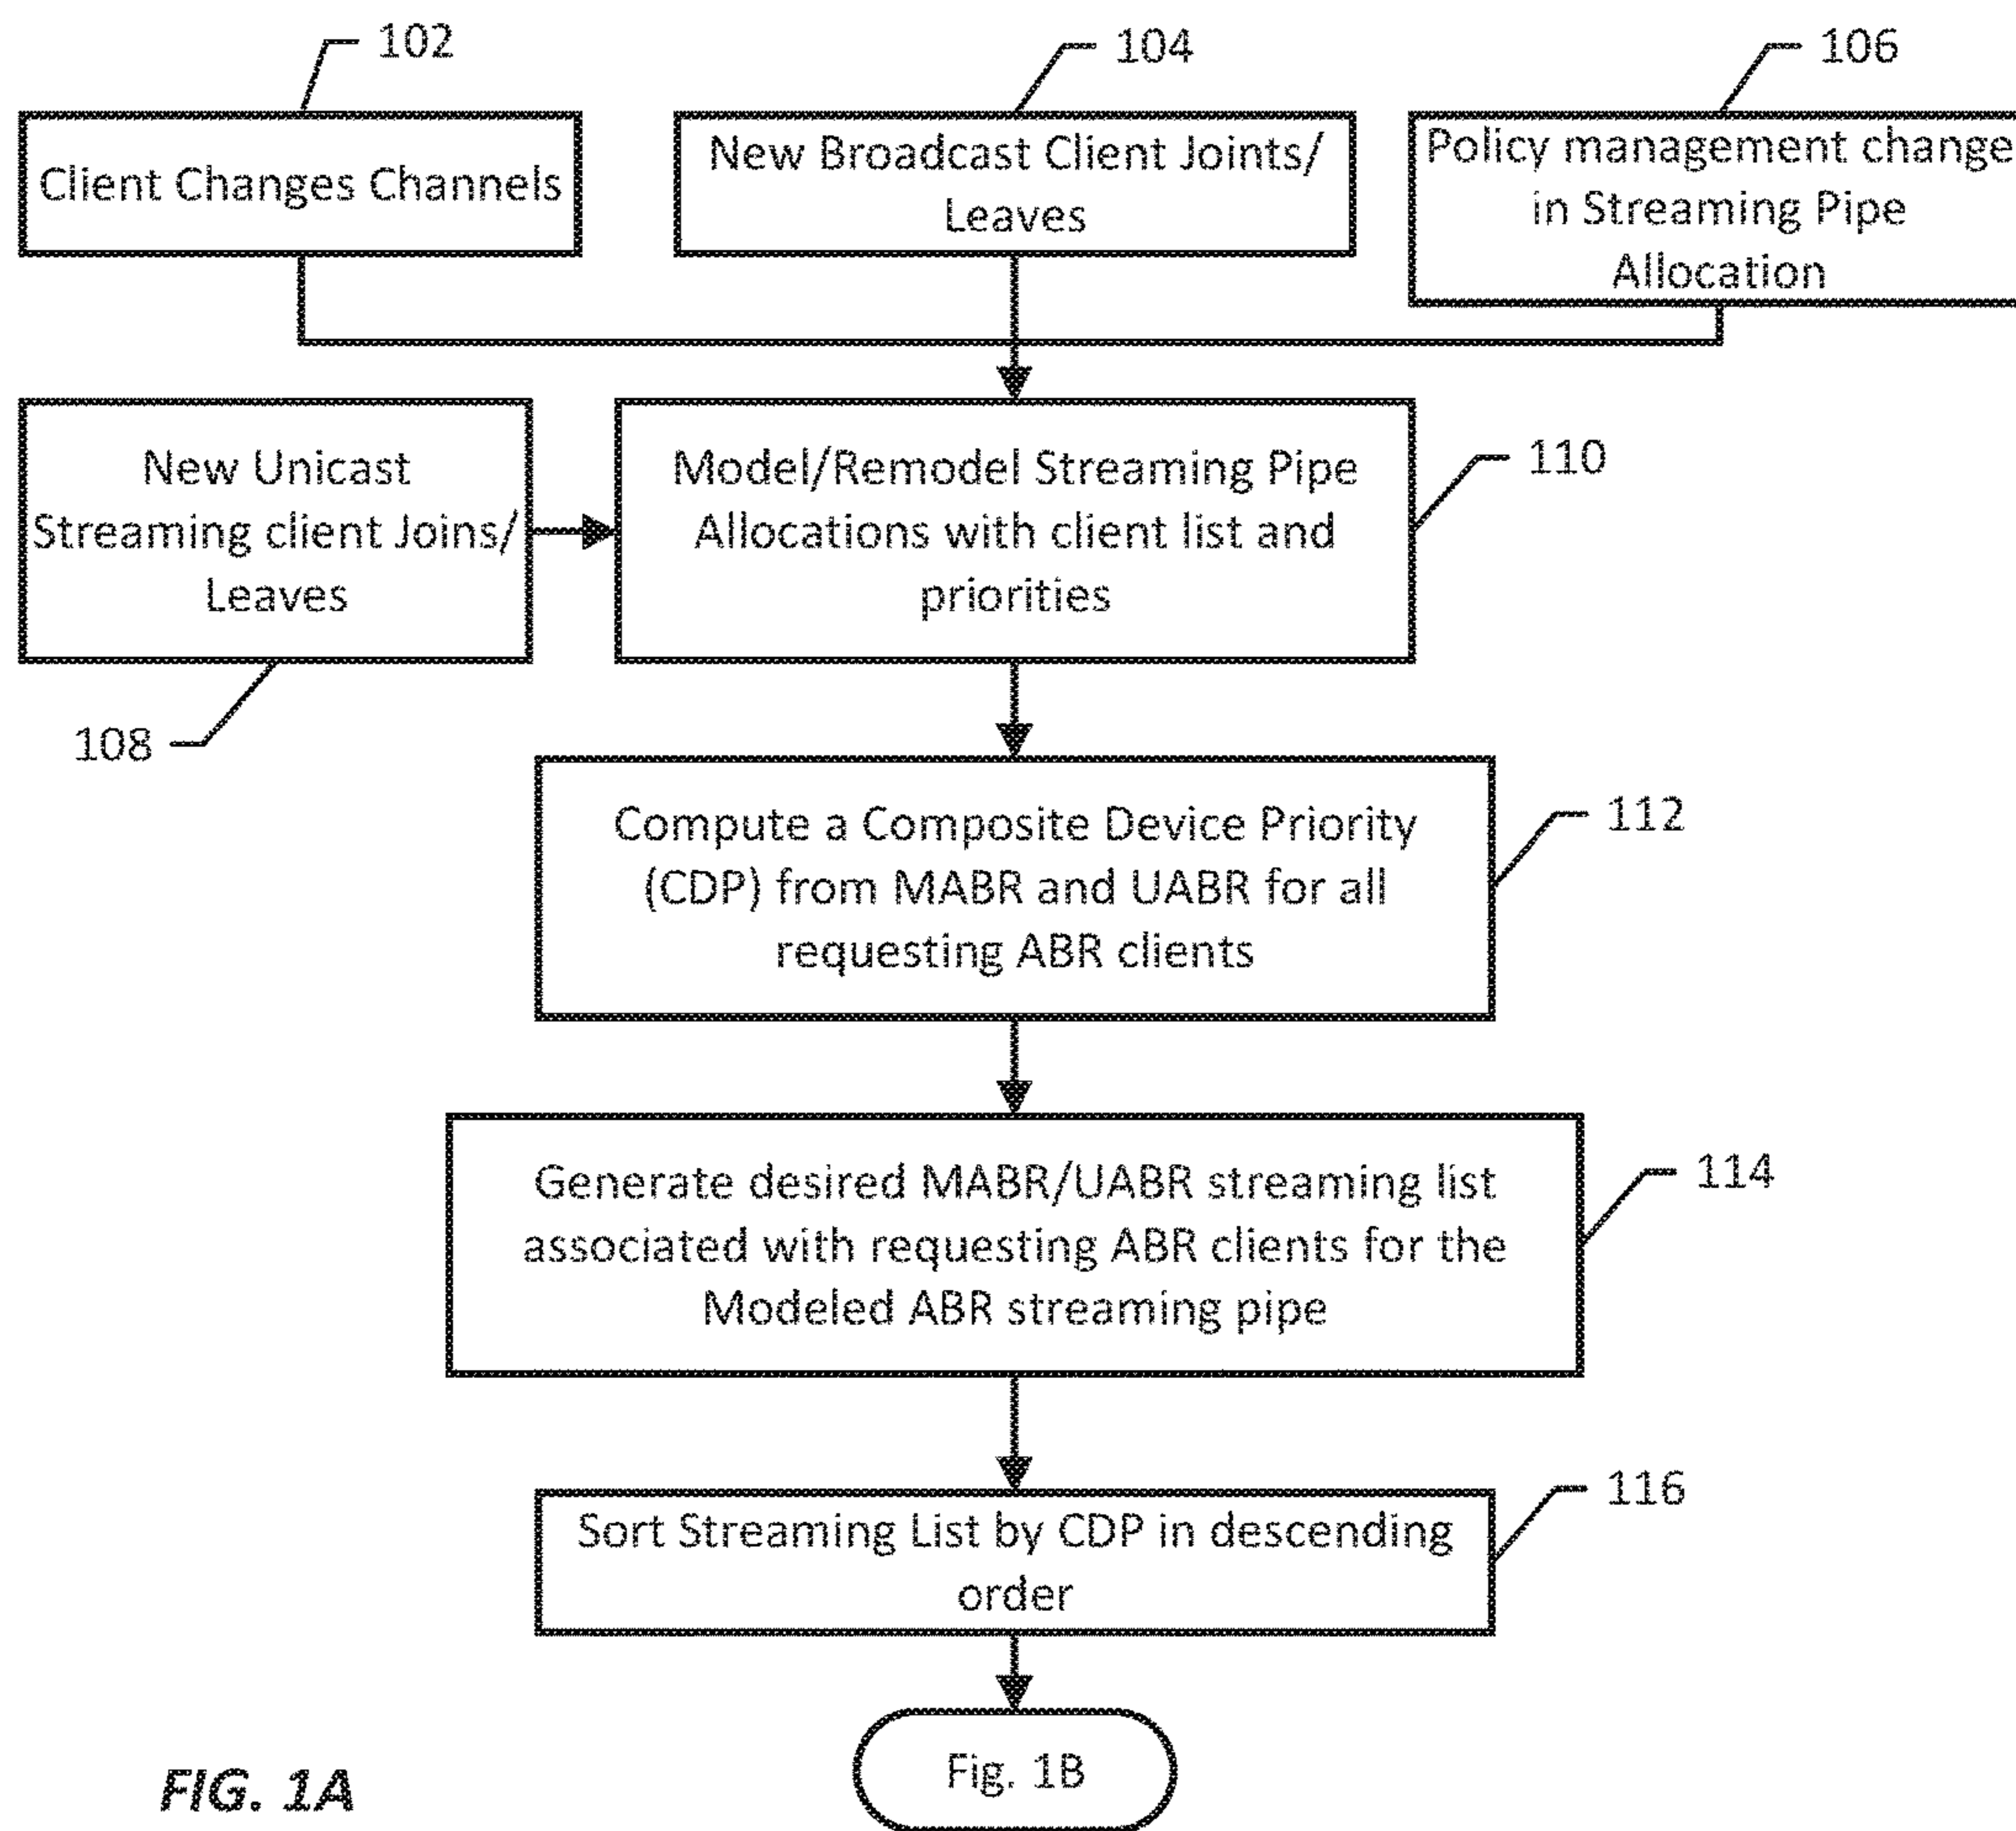 102
104
106
Client Changes Channels
New Broadcast Client Joints/
Leaves
Policy management change
in Streaming Pipe
Allocation
New Unicast
Streaming client Joins/
Leaves
108
Model/Remodel Streaming Pipe
Allocations with client list and
priorities
110
Compute a Composite Device Priority
(CDP) from MABR and UABR for all
requesting ABR clients
112
Generate desired MABR/UABR streaming list
associated with requesting ABR clients for the
Modeled ABR streaming pipe
114
Sort Streaming List by CDP in descending
order
116
Fig. 1B
FIG. 1A